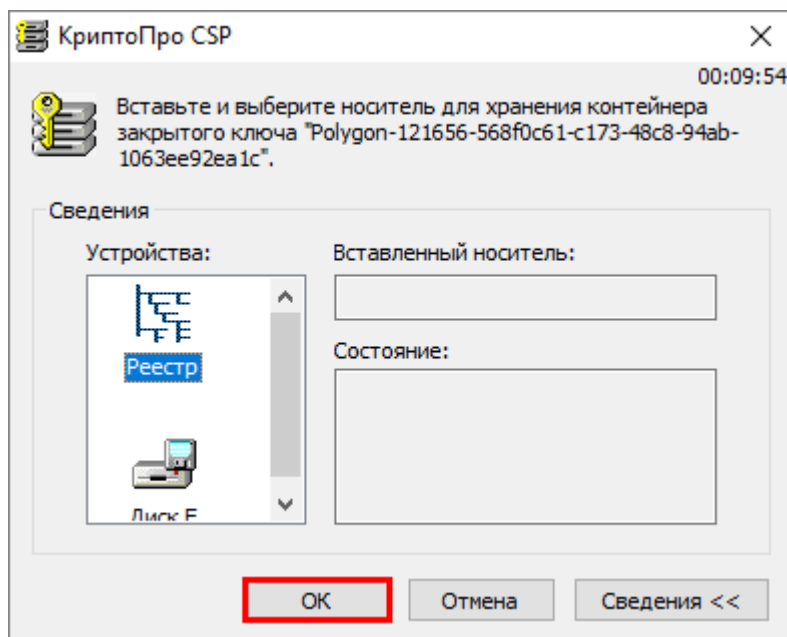 КриптоПро CSP
00:09:54
Вставьте и выберите носитель для хранения контейнера
закрытого ключа "Polygon-121656-568f0c61-c173-48c8-94ab-
1063ee92ea1c".
Сведения
Устройства:
Вставленный носитель:
Реестр
Состояние:
Диск E
ОК
Отмена
Сведения <<